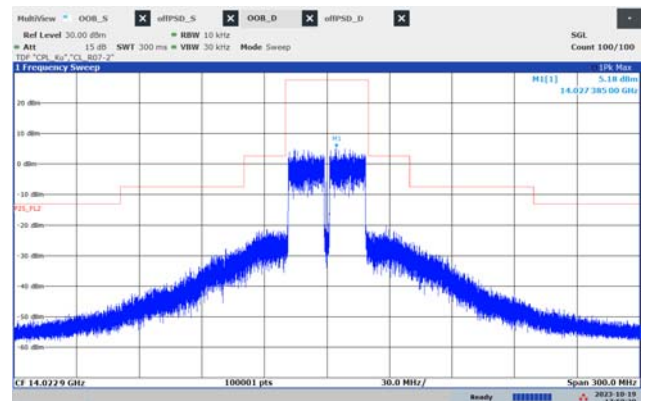 MultiView OOB_S X offPSD_S X OOB_D X offPSD_D X
Ref Level 30.00 dBm RBW 10 kHz SGL
Att 15 dB SWT 300 ms VBW 30 kHz Mode Sweep Count 100/100
TDF "CPL_Ku","CL_R07-2"
1 Frequency Sweep 1Pk Max
M1[1] 5.18 dBm
14.02738500 GHz
20 dBm
10 dBm
M1
0 dBm
-10 dBm
P25_FL2
-20 dBm
-30 dBm
-40 dBm
-50 dBm
-60 dBm
CF 14.0229 GHz 100001 pts 30.0 MHz/ Span 300.0 MHz
Ready 2023-10-19